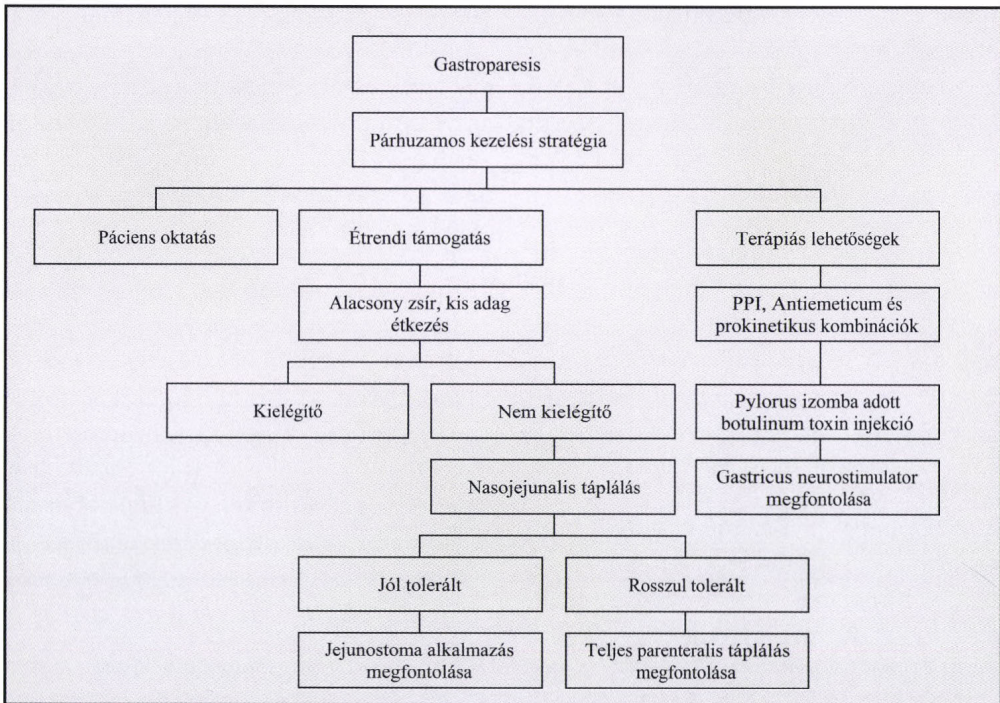 Gastroparesis
Párhuzamos kezelési stratégia
Páciens oktatás
Étrendi támogatás
Terápiás lehetőségek
Alacsony zsír, kis adag
étkezés
PPI, Antiemeticum és
prokinetikus kombinációk
Kielégítő
Nem kielégítő
Pylorus izomba adott
botulinum toxin injekció
Nasojejunalis táplálás
Gastricus neurostimulator
megfontolása
Jól tolerált
Rosszul tolerált
Jejunostoma alkalmazás
megfontolása
Teljes parenteralis táplálás
megfontolása